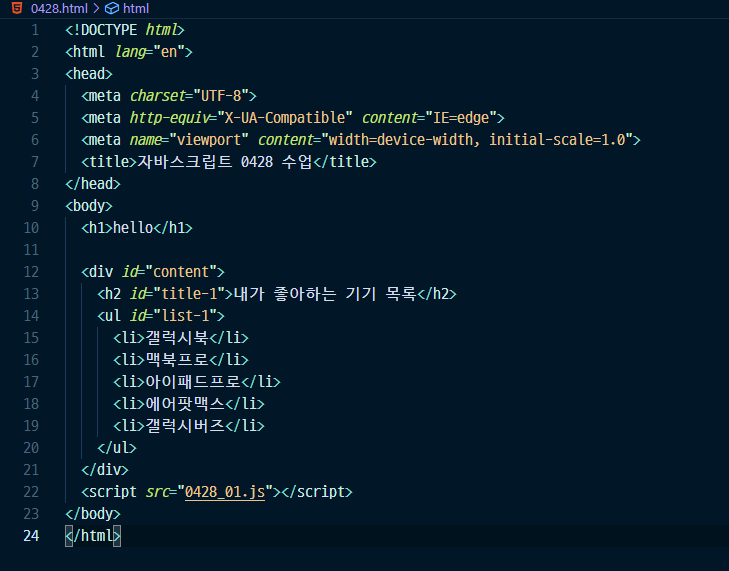 0428.html > html
1 <!DOCTYPE html>
2 <html lang="en">
3 <head>
4 <meta charset="UTF-8">
5 <meta http-equiv="X-UA-Compatible" content="IE=edge">
6 <meta name="viewport" content="width=device-width, initial-scale=1.0">
7 <title>자바스크립트 0428 수업</title>
8 </head>
9 <body>
10 <h1>hello</h1>
11
12 <div id="content">
13 <h2 id="title-1">내가 좋아하는 기기 목록</h2>
14 <ul id="list-1">
15 <li>갤럭시북</li>
16 <li>맥북프로</li>
17 <li>아이패드프로</li>
18 <li>에어팟맥스</li>
19 <li>갤럭시버즈</li>
20 </ul>
21 </div>
22 <script src="0428_01.js"></script>
23 </body>
24 </html>